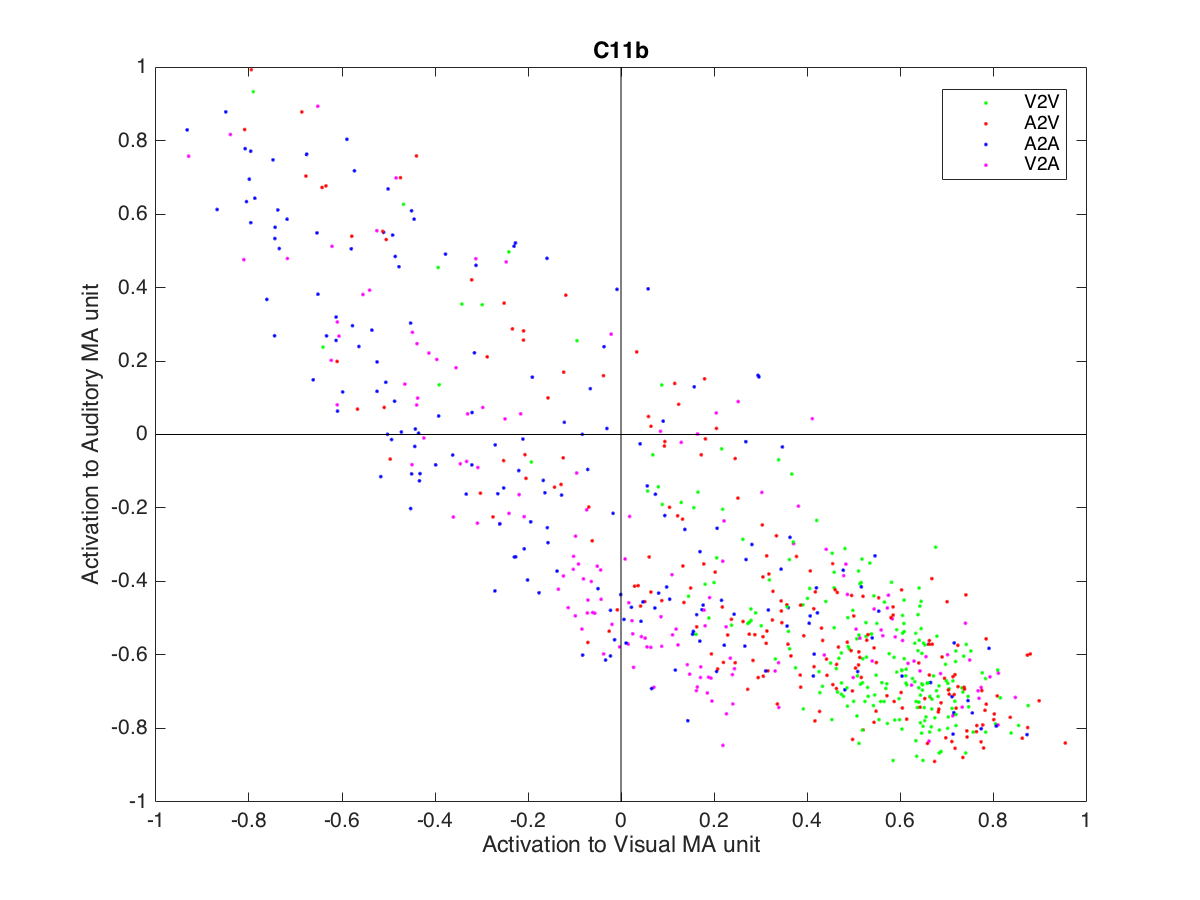 C11b
V2V
A2V
A2A
V2A
1
0.8
0.6
0.4
0.2
0
-0.2
-0.4
-0.6
-0.8
-1
Activation to Auditory MA unit
-1 -0.8 -0.6 -0.4 -0.2 0 0.2 0.4 0.6 0.8 1
Activation to Visual MA unit